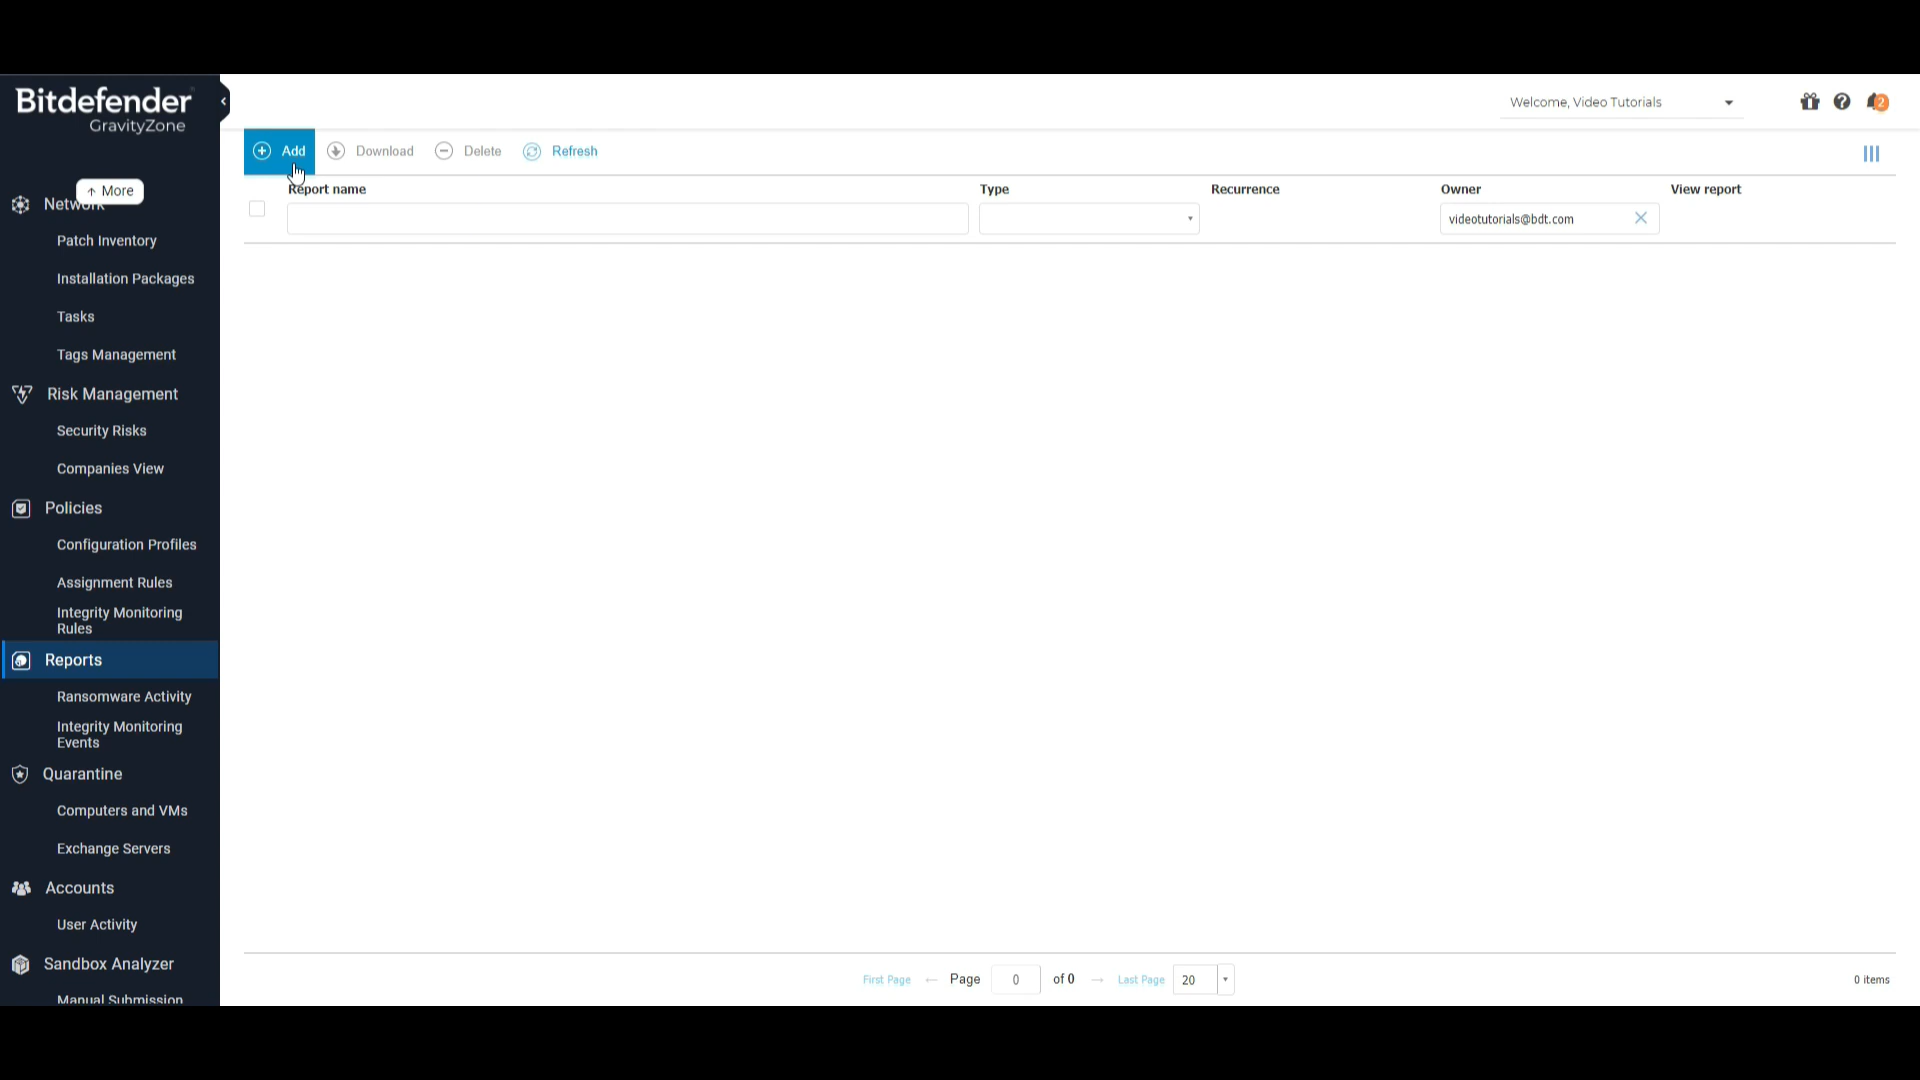 Bitdefender
GravityZone
Welcome, Video Tutorials
2
Add
Download
Delete
Refresh
More
Network
Patch Inventory
Installation Packages
Tasks
Tags Management
Risk Management
Security Risks
Companies View
Policies
Configuration Profiles
Assignment Rules
Integrity Monitoring
Rules
Reports
Ransomware Activity
Integrity Monitoring
Events
Quarantine
Computers and VMs
Exchange Servers
Accounts
User Activity
Sandbox Analyzer
Manual Submission
Report name
Type
Recurrence
Owner
View report
videotutorials@bdt.com
First Page ← Page 0 of 0 → Last Page 20
0 items